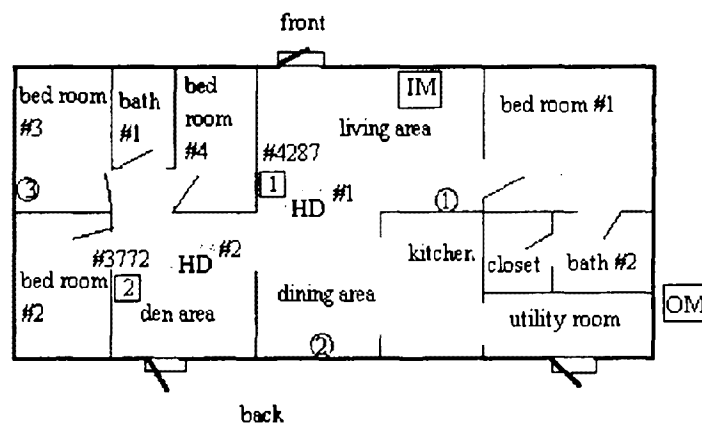 front
bed room
#3
bath
#1
bed
room
#4
IM
living area
bed room #1
#4287
3
1
HD #1
1
#3772
HD #2
kitchen
closet
bath #2
bed room
#2
2
den area
dining area
utility room
OM
2
back